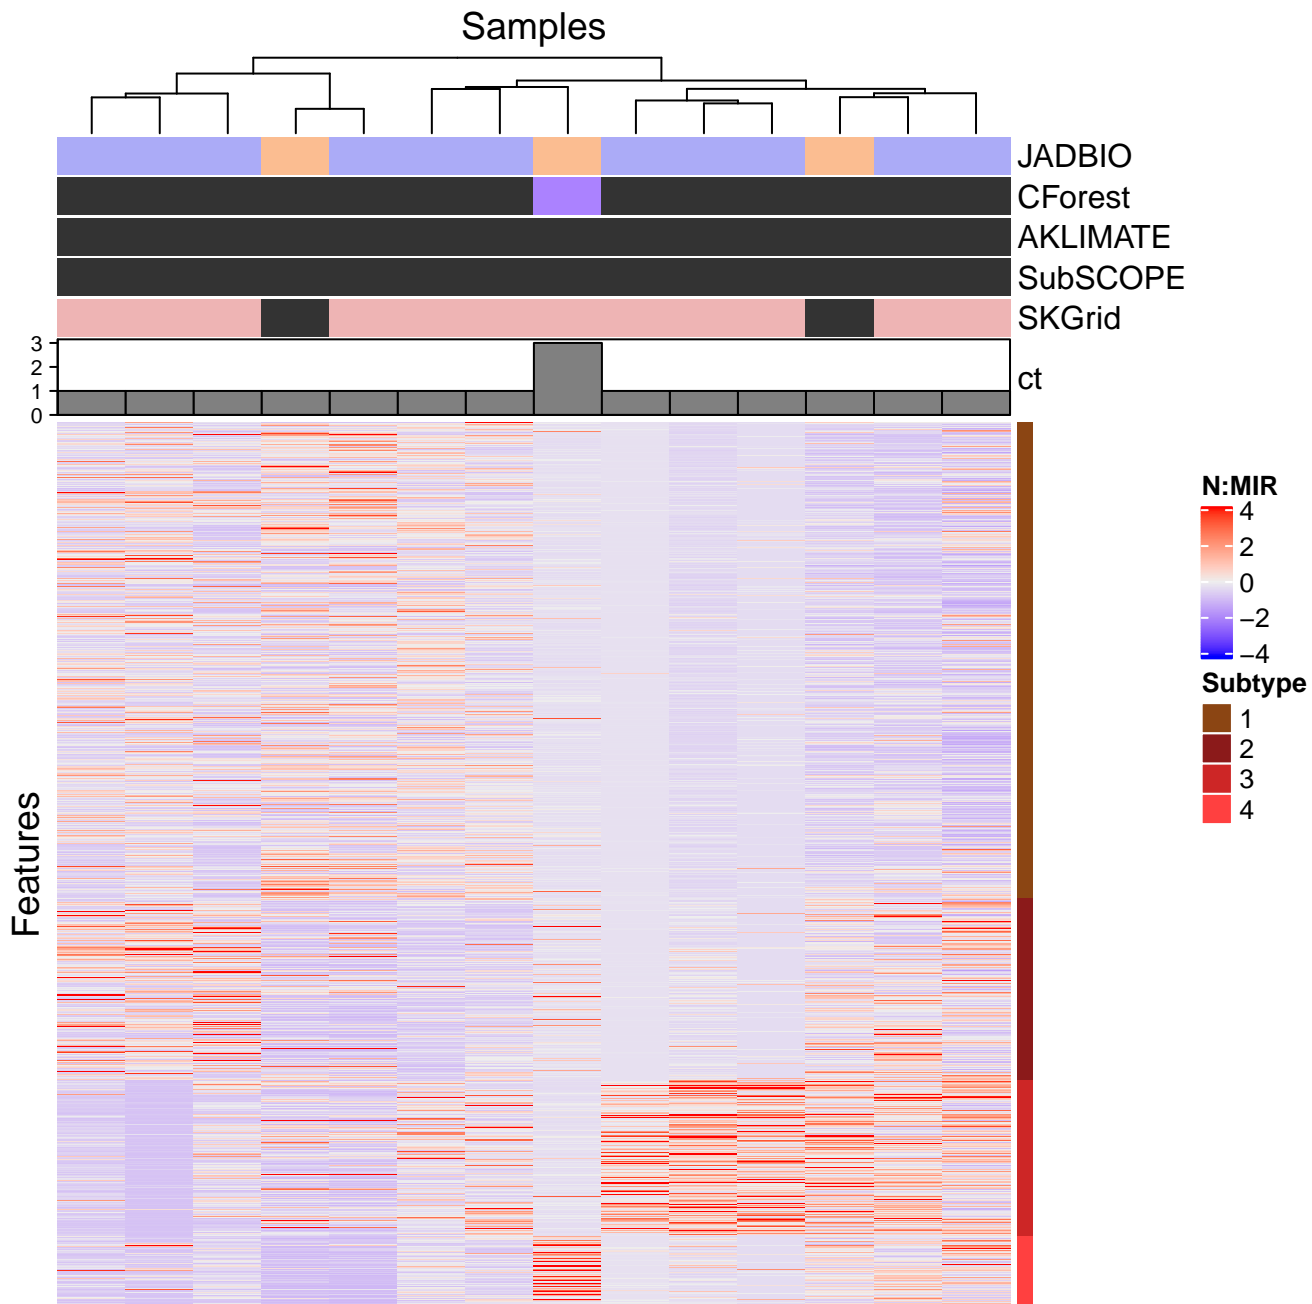 Samples
JADBIO
CForest
AKLIMATE
SubSCOPE
SKGrid
3
2
1
0
ct
Features
N:MIR
4
2
0
−2
−4
Subtype
1
2
3
4